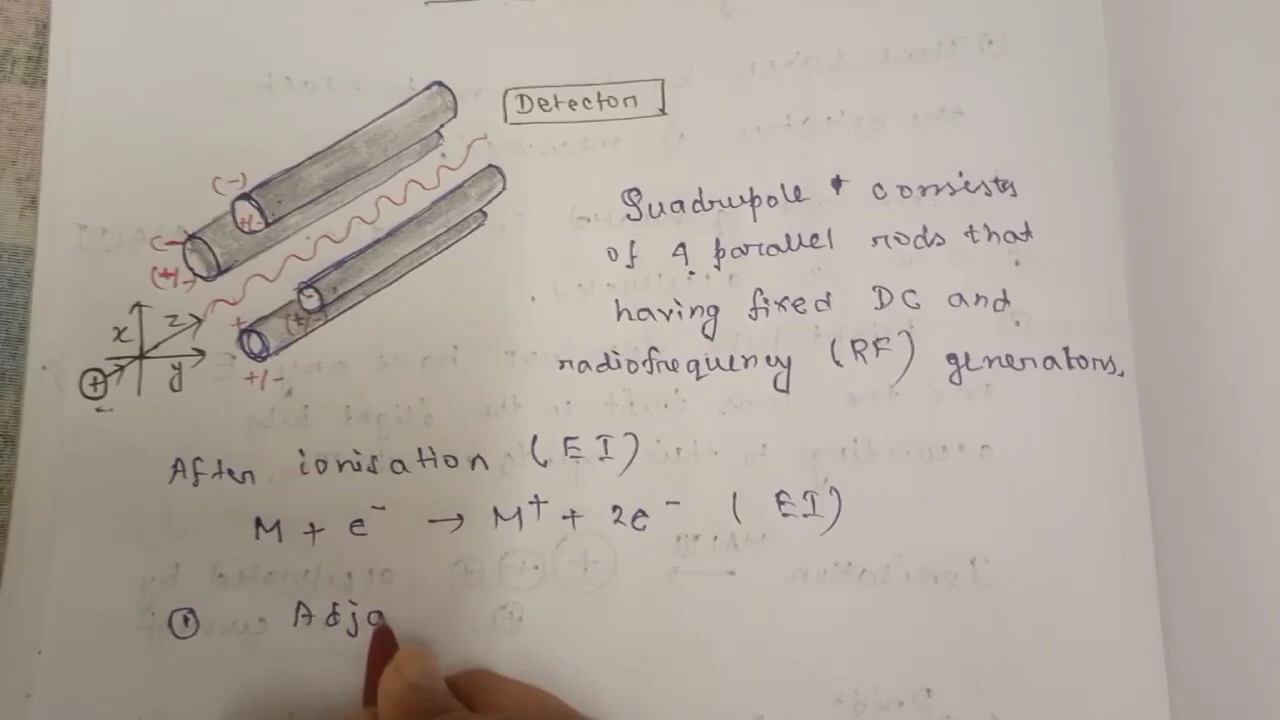 Detector
(-)
+/-
(-
(+/-
x
z
y
+
(+/-)
+/-
Quadrupole consists
of 4 parallel rods that
having fixed DC and
radiofrequency (RF) generators.
After ionisation (EI)
M + e⁻ → M⁺ + 2e⁻ (EI)
① Adja